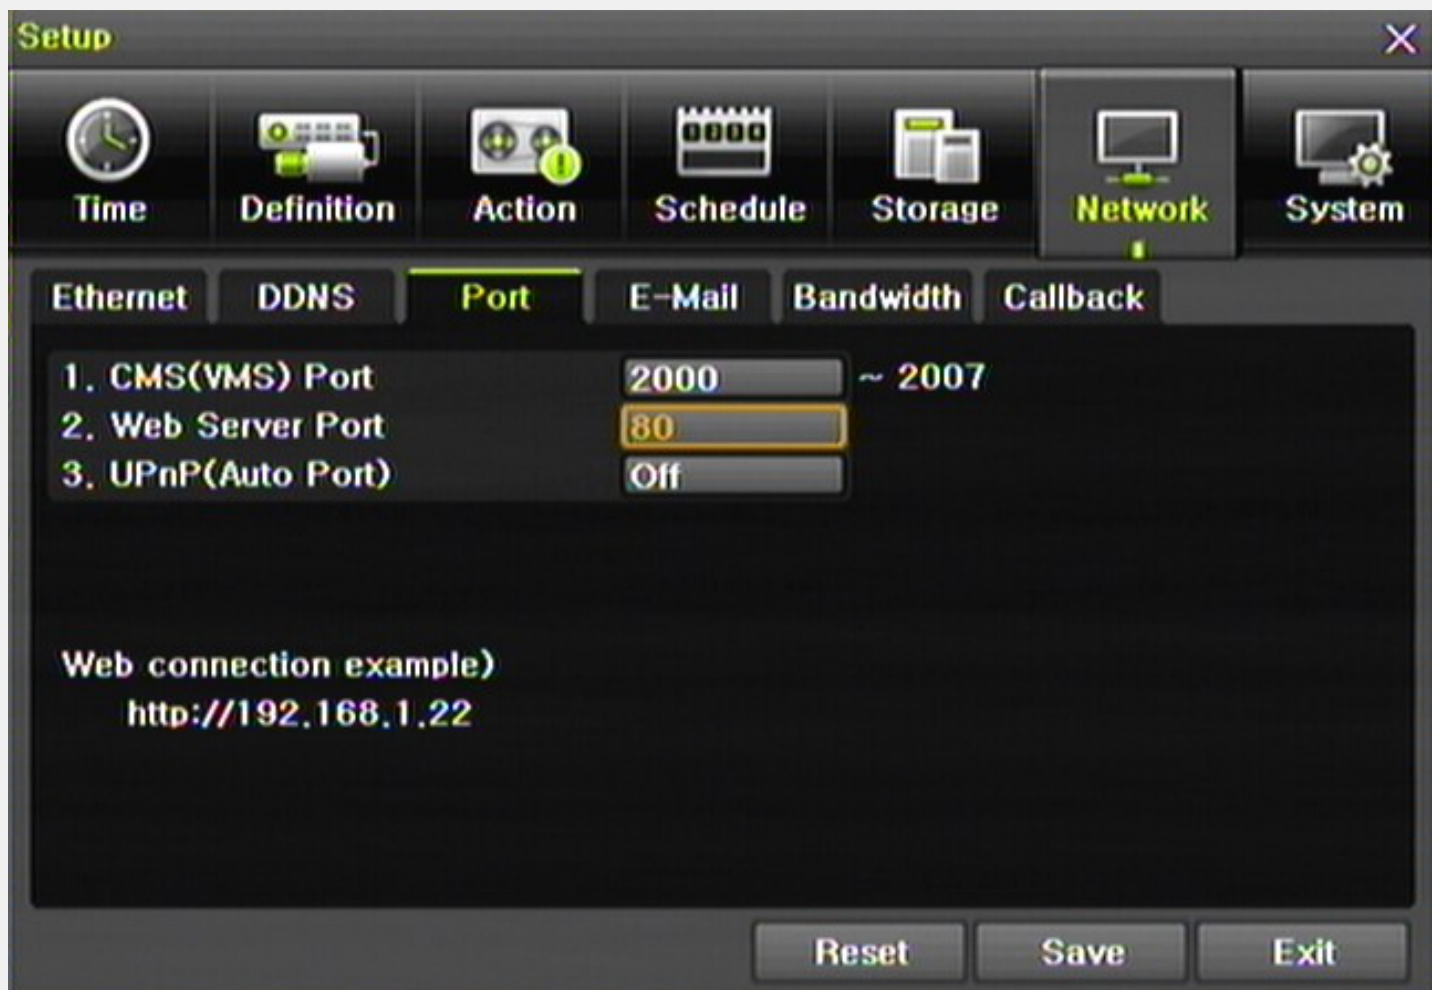 Setup
Time Definition Action Schedule Storage Network System
Ethernet DDNS Port E-Mail Bandwidth Callback
1. CMS(VMS) Port 2000 ~ 2007
2. Web Server Port 80
3. UPnP(Auto Port) Off
Web connection example)
http://192.168.1.22
Reset Save Exit